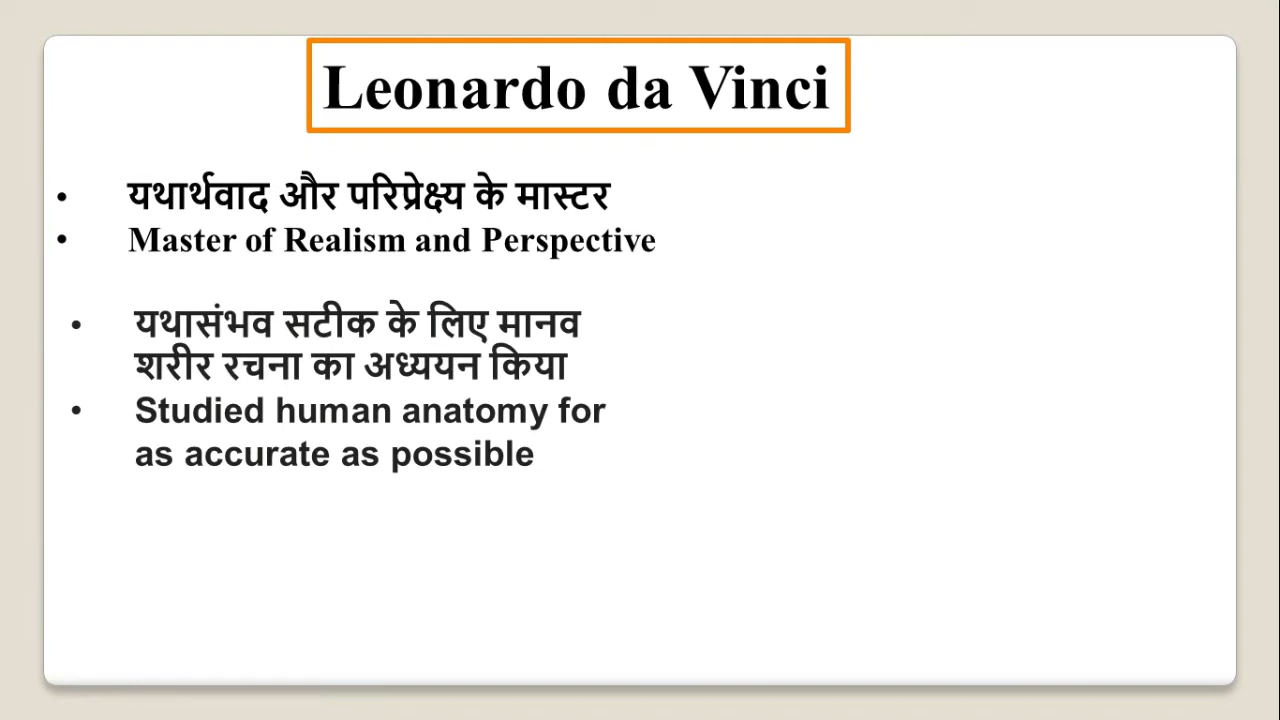 Leonardo da Vinci
• यथार्थवाद और परिप्रेक्ष्य के मास्टर
• Master of Realism and Perspective
• यथासंभव सटीक के लिए मानव
शरीर रचना का अध्ययन किया
• Studied human anatomy for
as accurate as possible